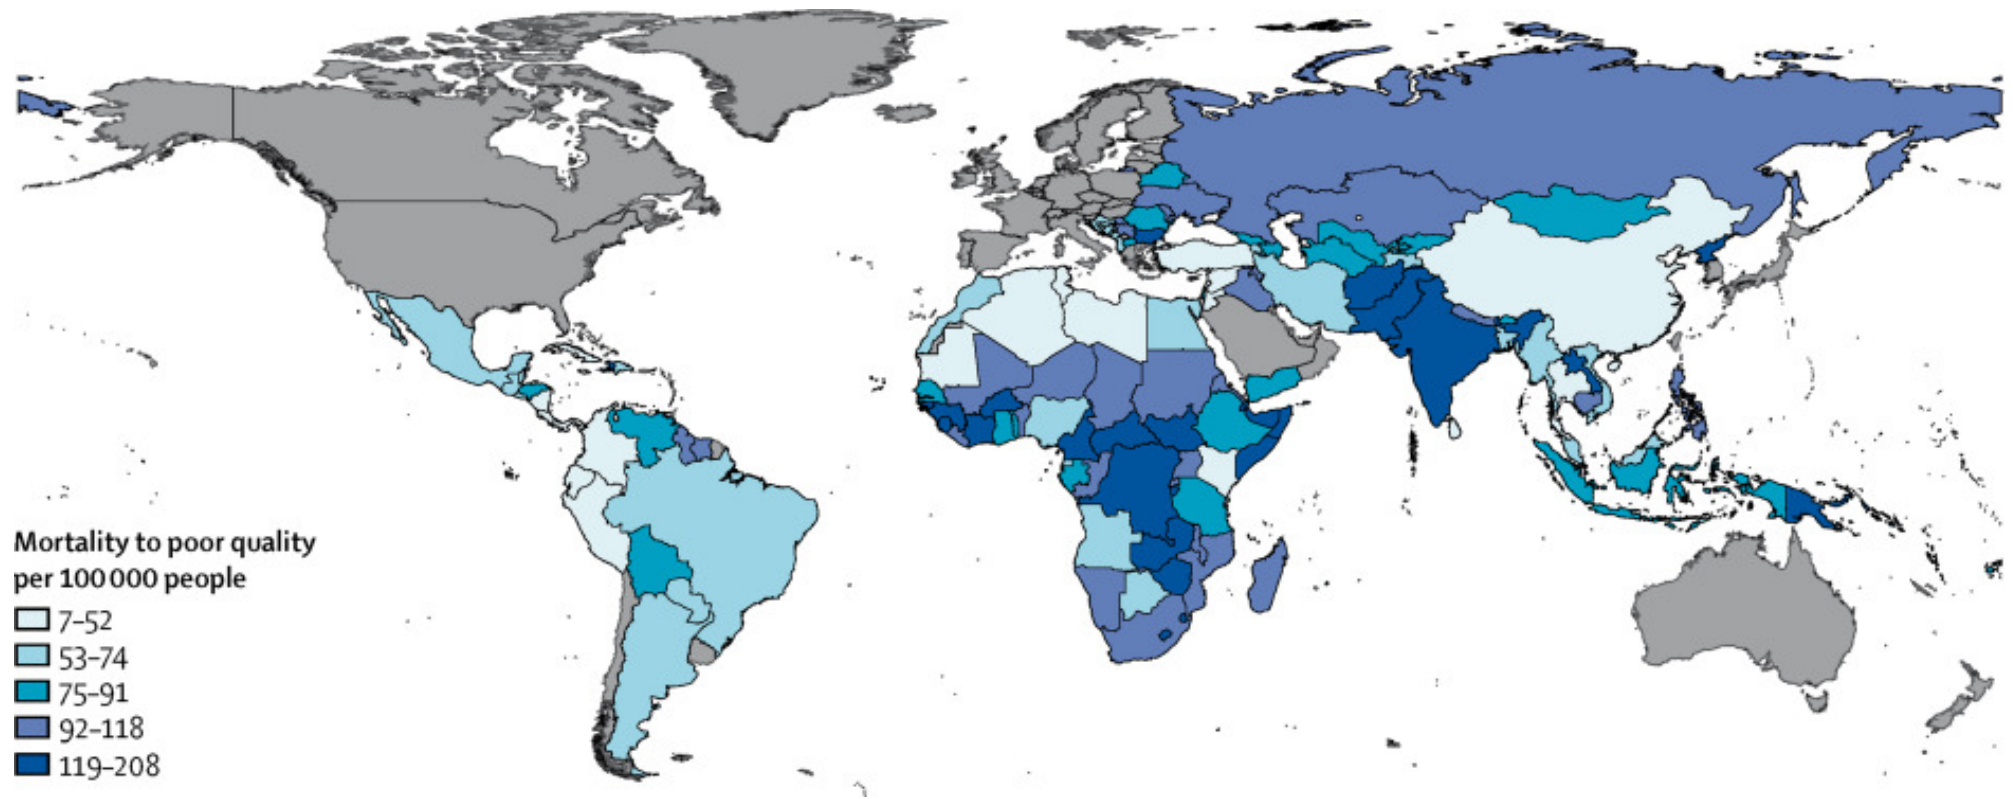 Mortality to poor quality
per 100 000 people
7–52
53–74
75–91
92–118
119–208